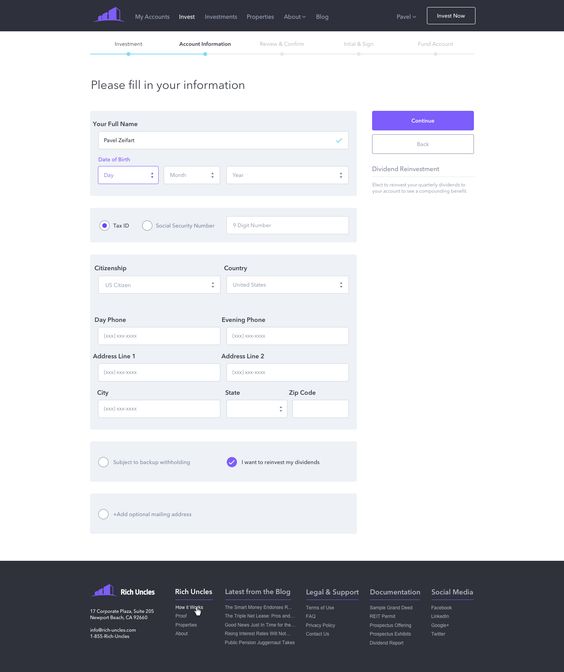 My Accounts Invest Investments Properties About Blog Pavel Invest Now
Investment Account Information Review & Confirm Intial & Sign Fund Account
Please fill in your information
Your Full Name
Pavel Zeifart
Date of Birth
Day Month Year
Continue
Back
Dividend Reinvestment
Elect to reinvest your quarterly dividends to
your account to see a compounding benefit
Tax ID Social Security Number 9 Digit Number
Citizenship Country
US Citizen United States
Day Phone Evening Phone
(xxx) xxx-xxxx (xxx) xxx-xxxx
Address Line 1 Address Line 2
(xxx) xxx-xxxx (xxx) xxx-xxxx
City State Zip Code
(xxx) xxx-xxxx
Subject to backup withholding I want to reinvest my dividends
+Add optional mailing address
Rich Uncles
17 Corporate Plaza, Suite 205
Newport Beach, CA 92660
info@rich-uncles.com
1-855-Rich-Uncles
Rich Uncles
How it Works
Proof
Properties
About
Latest from the Blog
The Smart Money Endorses R...
The Triple Net Lease: Pros and...
Good News Just In Time for the...
Rising Interest Rates Will Not...
Public Pension Juggernaut Takes
Legal & Support
Terms of Use
FAQ
Privacy Policy
Contact Us
Documentation
Sample Grand Deed
REIT Permit
Prospectus Offering
Prospectus Exhibits
Dividend Report
Social Media
Facebook
LinkedIn
Google+
Twitter